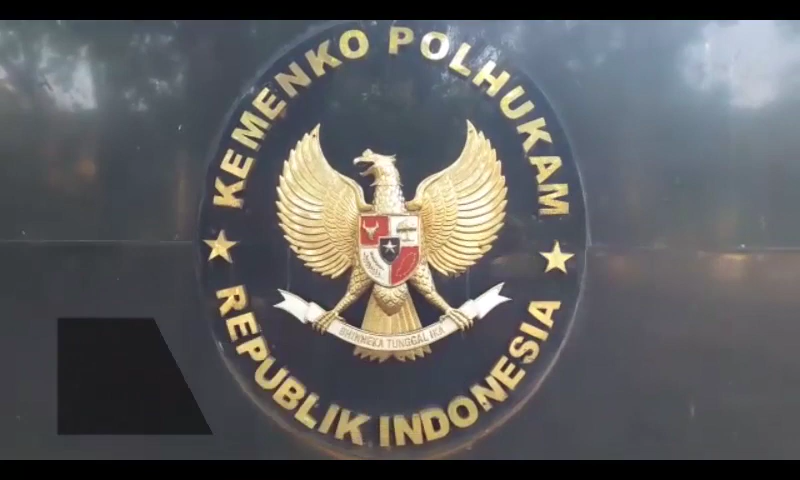 KEMENKO POLHUKAM
BHINNEKA TUNGGAL IKA
REPUBLIK INDONESIA